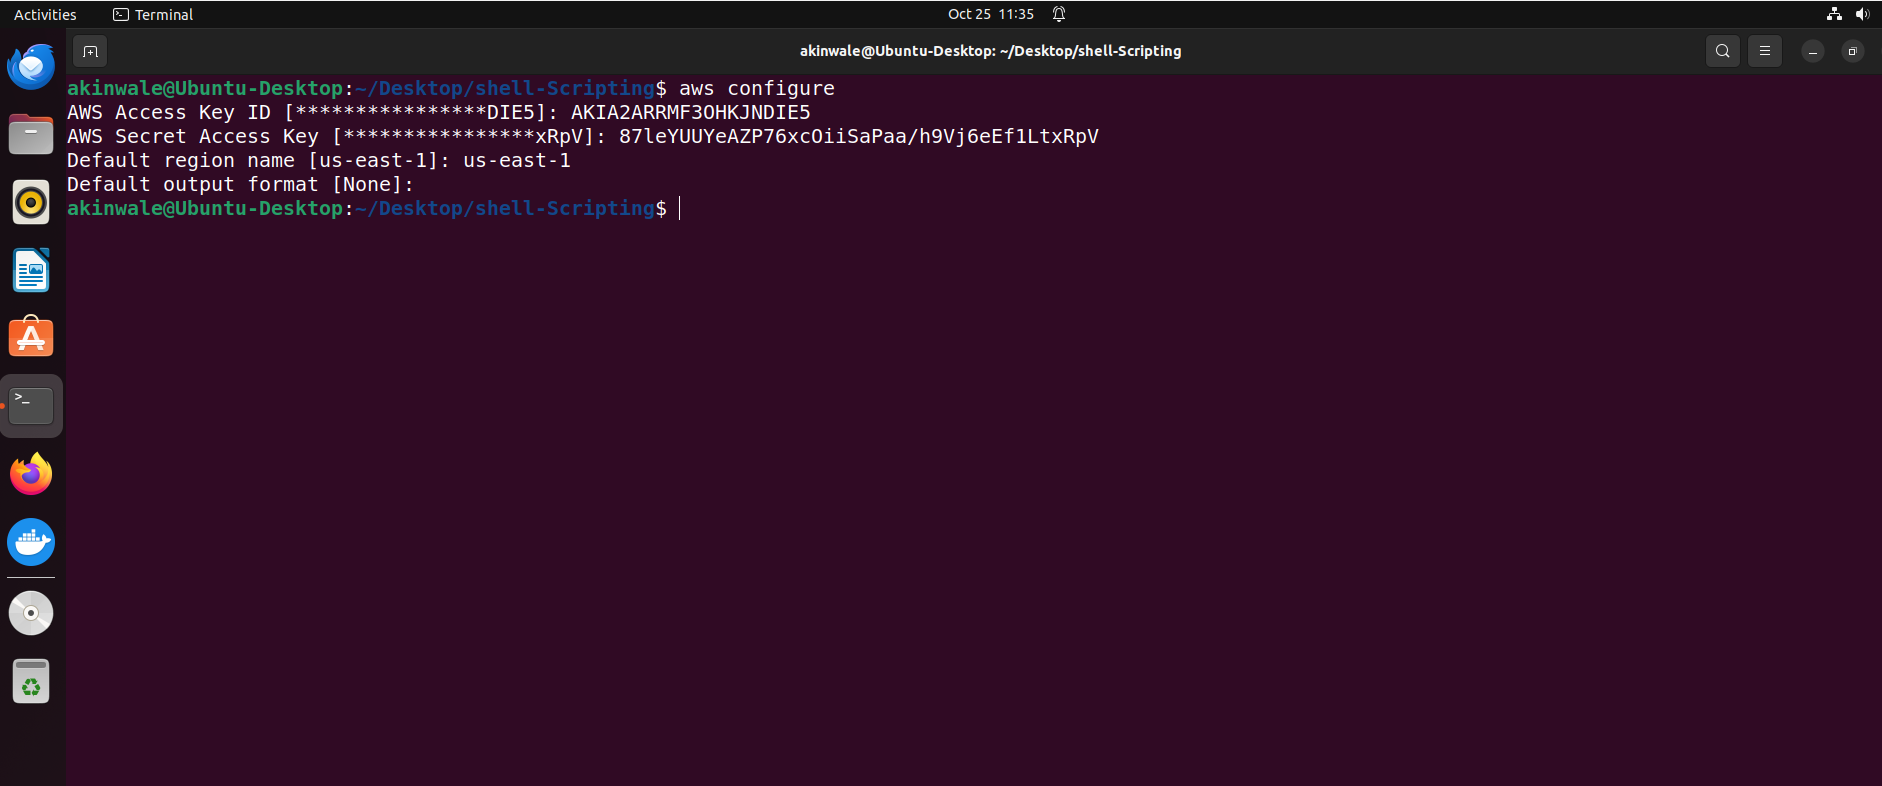 Activities
Terminal
Oct 25 11:35
akinwale@Ubuntu-Desktop: ~/Desktop/shell-Scripting
akinwale@Ubuntu-Desktop:~/Desktop/shell-Scripting$ aws configure
AWS Access Key ID [****************DIE5]: AKIA2ARRMF3OHKJNDIE5
AWS Secret Access Key [****************xRpV]: 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
Default region name [us-east-1]: us-east-1
Default output format [None]:
akinwale@Ubuntu-Desktop:~/Desktop/shell-Scripting$